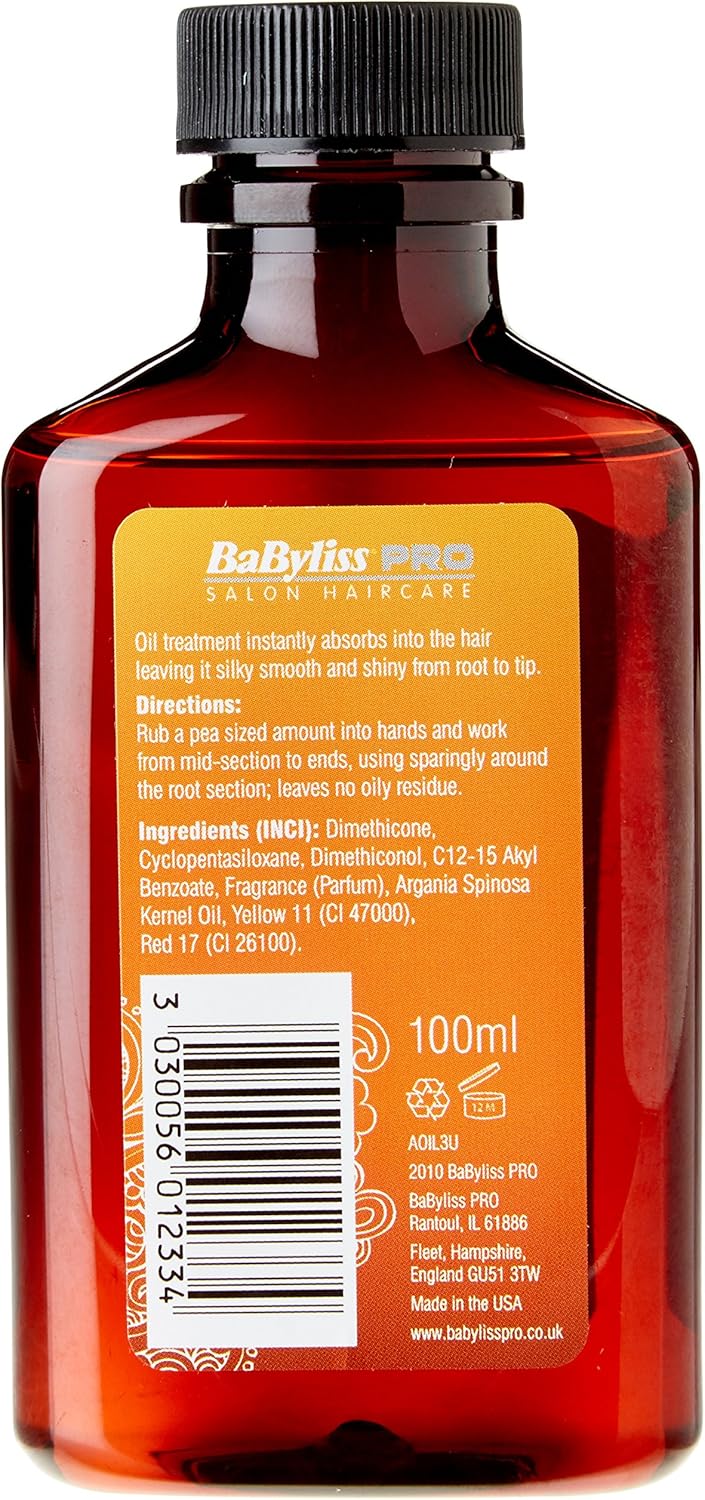 BaByliss PRO
SALON HAIRCARE
Oil treatment instantly absorbs into the hair
leaving it silky smooth and shiny from root to tip.
Directions:
Rub a pea sized amount into hands and work
from mid-section to ends, using sparingly around
the root section; leaves no oily residue.
Ingredients (INCI): Dimethicone,
Cyclopentasiloxane, Dimethiconol, C12-15 Akyl
Benzoate, Fragrance (Parfum), Argania Spinosa
Kernel Oil, Yellow 11 (CI 47000),
Red 17 (CI 26100).
3 030056 012334
100ml
12M
AOIL3U
2010 BaByliss PRO
BaByliss PRO
Rantoul, IL 61886
Fleet, Hampshire,
England GU51 3TW
Made in the USA
www.babylisspro.co.uk